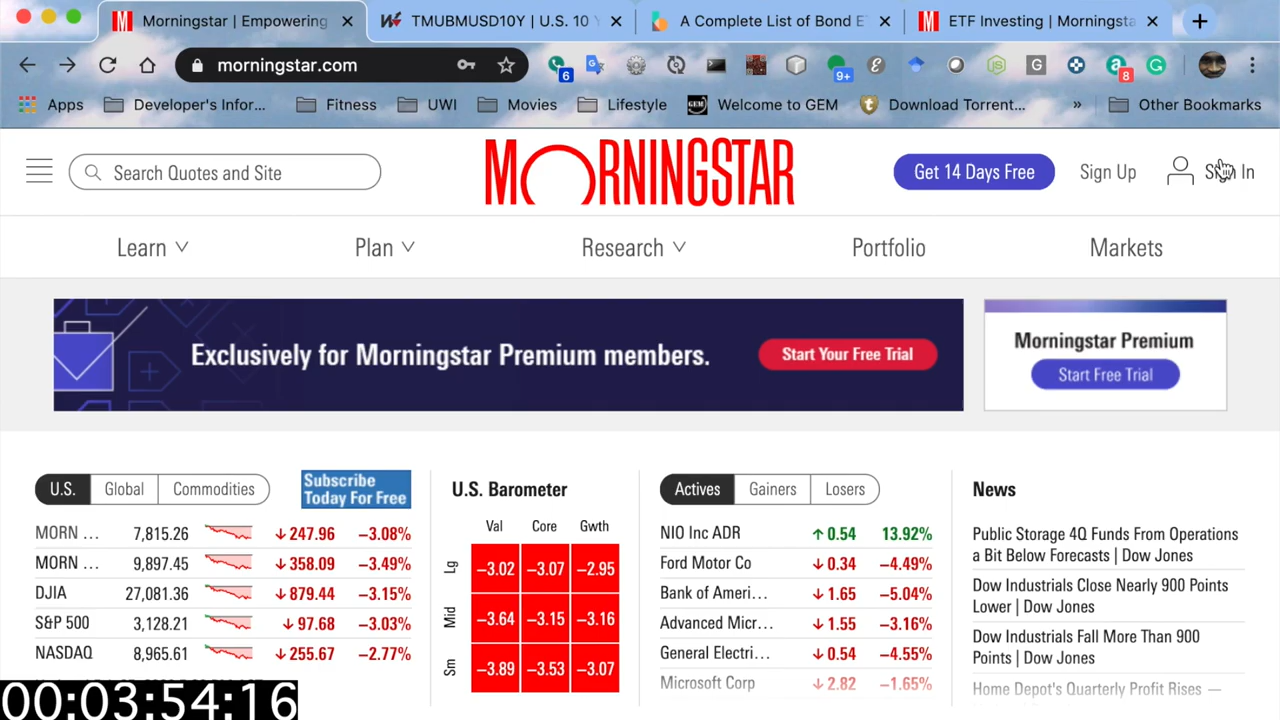 Morningstar | Empowering
TMUBMUSD10Y | U.S. 10 Y
A Complete List of Bond E
ETF Investing | Morningsta
morningstar.com
6
9+
G
8
Apps
Developer's Infor...
Fitness
UWI
Movies
Lifestyle
GEM
Welcome to GEM
Download Torrent...
»
Other Bookmarks
Search Quotes and Site
MORNINGSTAR
Get 14 Days Free
Sign Up
Sign In
Learn
Plan
Research
Portfolio
Markets
Exclusively for Morningstar Premium members.
Start Your Free Trial
Morningstar Premium
Start Free Trial
U.S. Global Commodities
Subscribe
Today For Free
MORN ... 7,815.26 ↓247.96 –3.08%
MORN ... 9,897.45 ↓358.09 –3.49%
DJIA 27,081.36 ↓879.44 –3.15%
S&P 500 3,128.21 ↓97.68 –3.03%
NASDAQ 8,965.61 ↓255.67 –2.77%
U.S. Barometer
Val Core Gwth
Lg –3.02 –3.07 –2.95
Mid –3.64 –3.15 –3.16
Sm –3.89 –3.53 –3.07
Actives Gainers Losers
NIO Inc ADR ↑0.54 13.92%
Ford Motor Co ↓0.34 –4.49%
Bank of Ameri... ↓1.65 –5.04%
Advanced Micr... ↓1.55 –3.16%
General Electri... ↓0.54 –4.55%
Microsoft Corp ↓2.82 –1.65%
News
Public Storage 4Q Funds From Operations
a Bit Below Forecasts | Dow Jones
Dow Industrials Close Nearly 900 Points
Lower | Dow Jones
Dow Industrials Fall More Than 900
Points | Dow Jones
Home Depot's Quarterly Profit Rises —
00:03:54:16